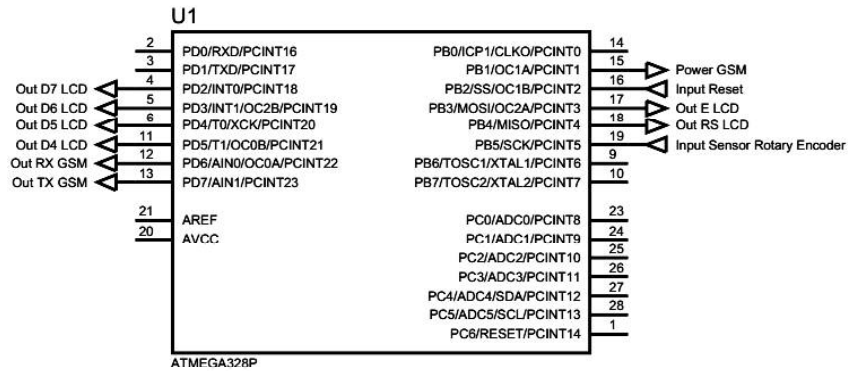 U1
2 PD0/RXD/PCINT16
3 PD1/TXD/PCINT17
Out D7 LCD 4 PD2/INT0/PCINT18
Out D6 LCD 5 PD3/INT1/OC2B/PCINT19
Out D5 LCD 6 PD4/T0/XCK/PCINT20
Out D4 LCD 11 PD5/T1/OC0B/PCINT21
Out RX GSM 12 PD6/AIN0/OC0A/PCINT22
Out TX GSM 13 PD7/AIN1/PCINT23
21 AREF
20 AVCC
PB0/ICP1/CLKO/PCINT0 14
PB1/OC1A/PCINT1 15 Power GSM
PB2/SS/OC1B/PCINT2 16 Input Reset
PB3/MOSI/OC2A/PCINT3 17 Out E LCD
PB4/MISO/PCINT4 18 Out RS LCD
PB5/SCK/PCINT5 19 Input Sensor Rotary Encoder
PB6/TOSC1/XTAL1/PCINT6 9
PB7/TOSC2/XTAL2/PCINT7 10
PC0/ADC0/PCINT8 23
PC1/ADC1/PCINT9 24
PC2/ADC2/PCINT10 25
PC3/ADC3/PCINT11 26
PC4/ADC4/SDA/PCINT12 27
PC5/ADC5/SCL/PCINT13 28
PC6/RESET/PCINT14 1
ATMEGA328P